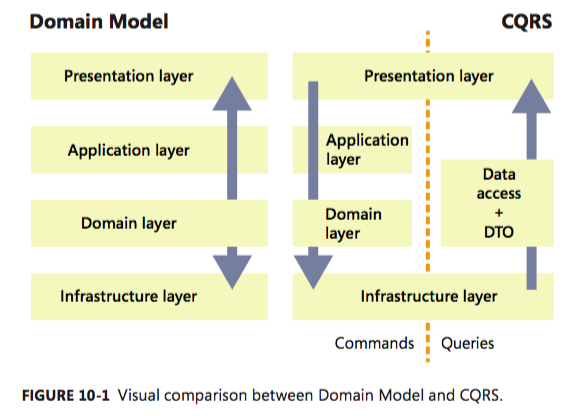 Domain Model
CQRS
Presentation layer
Application layer
Domain layer
Infrastructure layer
Presentation layer
Application
layer
Domain
layer
Data
access
+
DTO
Infrastructure layer
Commands
Queries
FIGURE 10-1 Visual comparison between Domain Model and CQRS.